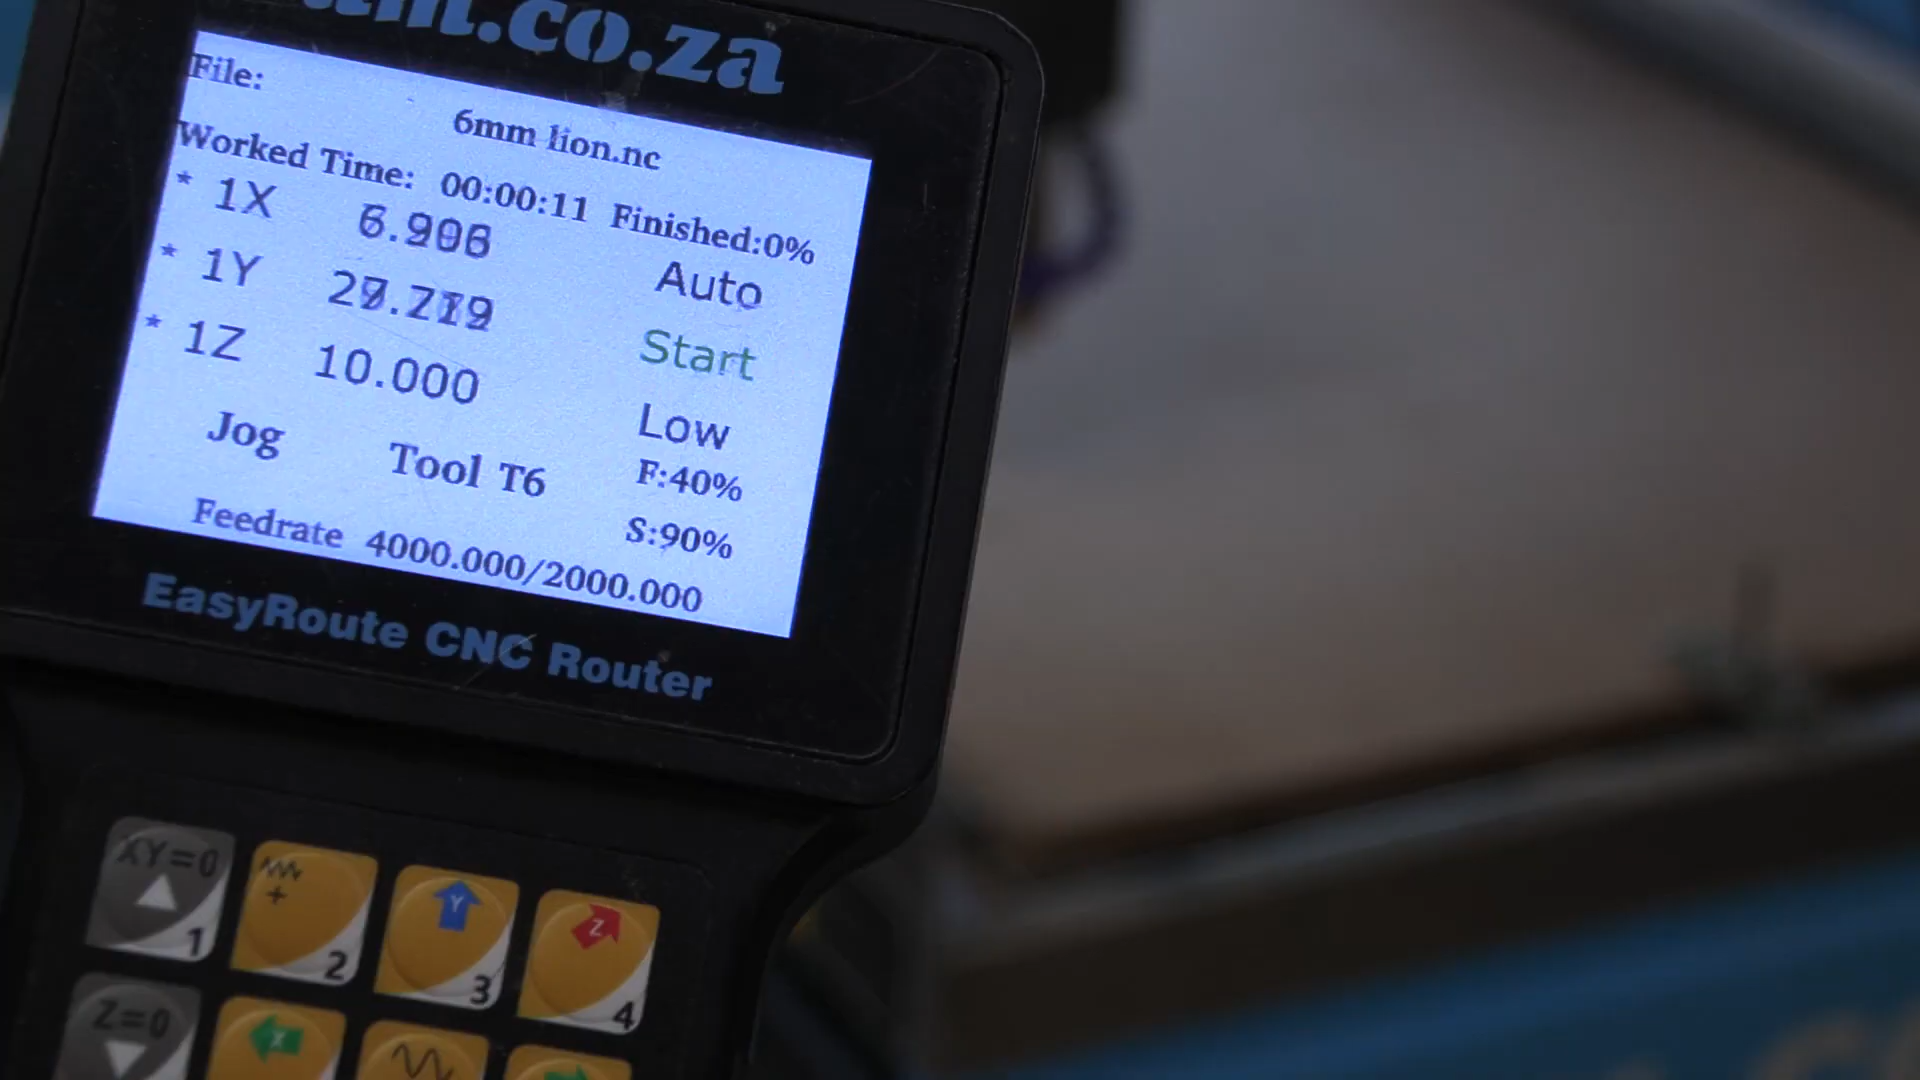 am.co.za
File:
6mm lion.nc
Worked Time: 00:00:11 Finished:0%
* 1X Auto
* 1Y Start
* 1Z 10.000 Low
Jog Tool T6 F:40%
S:90%
Feedrate 4000.000/2000.000
EasyRoute CNC Router
XY=0 1
+ 2
Y 3
Z 4
Z=0
X